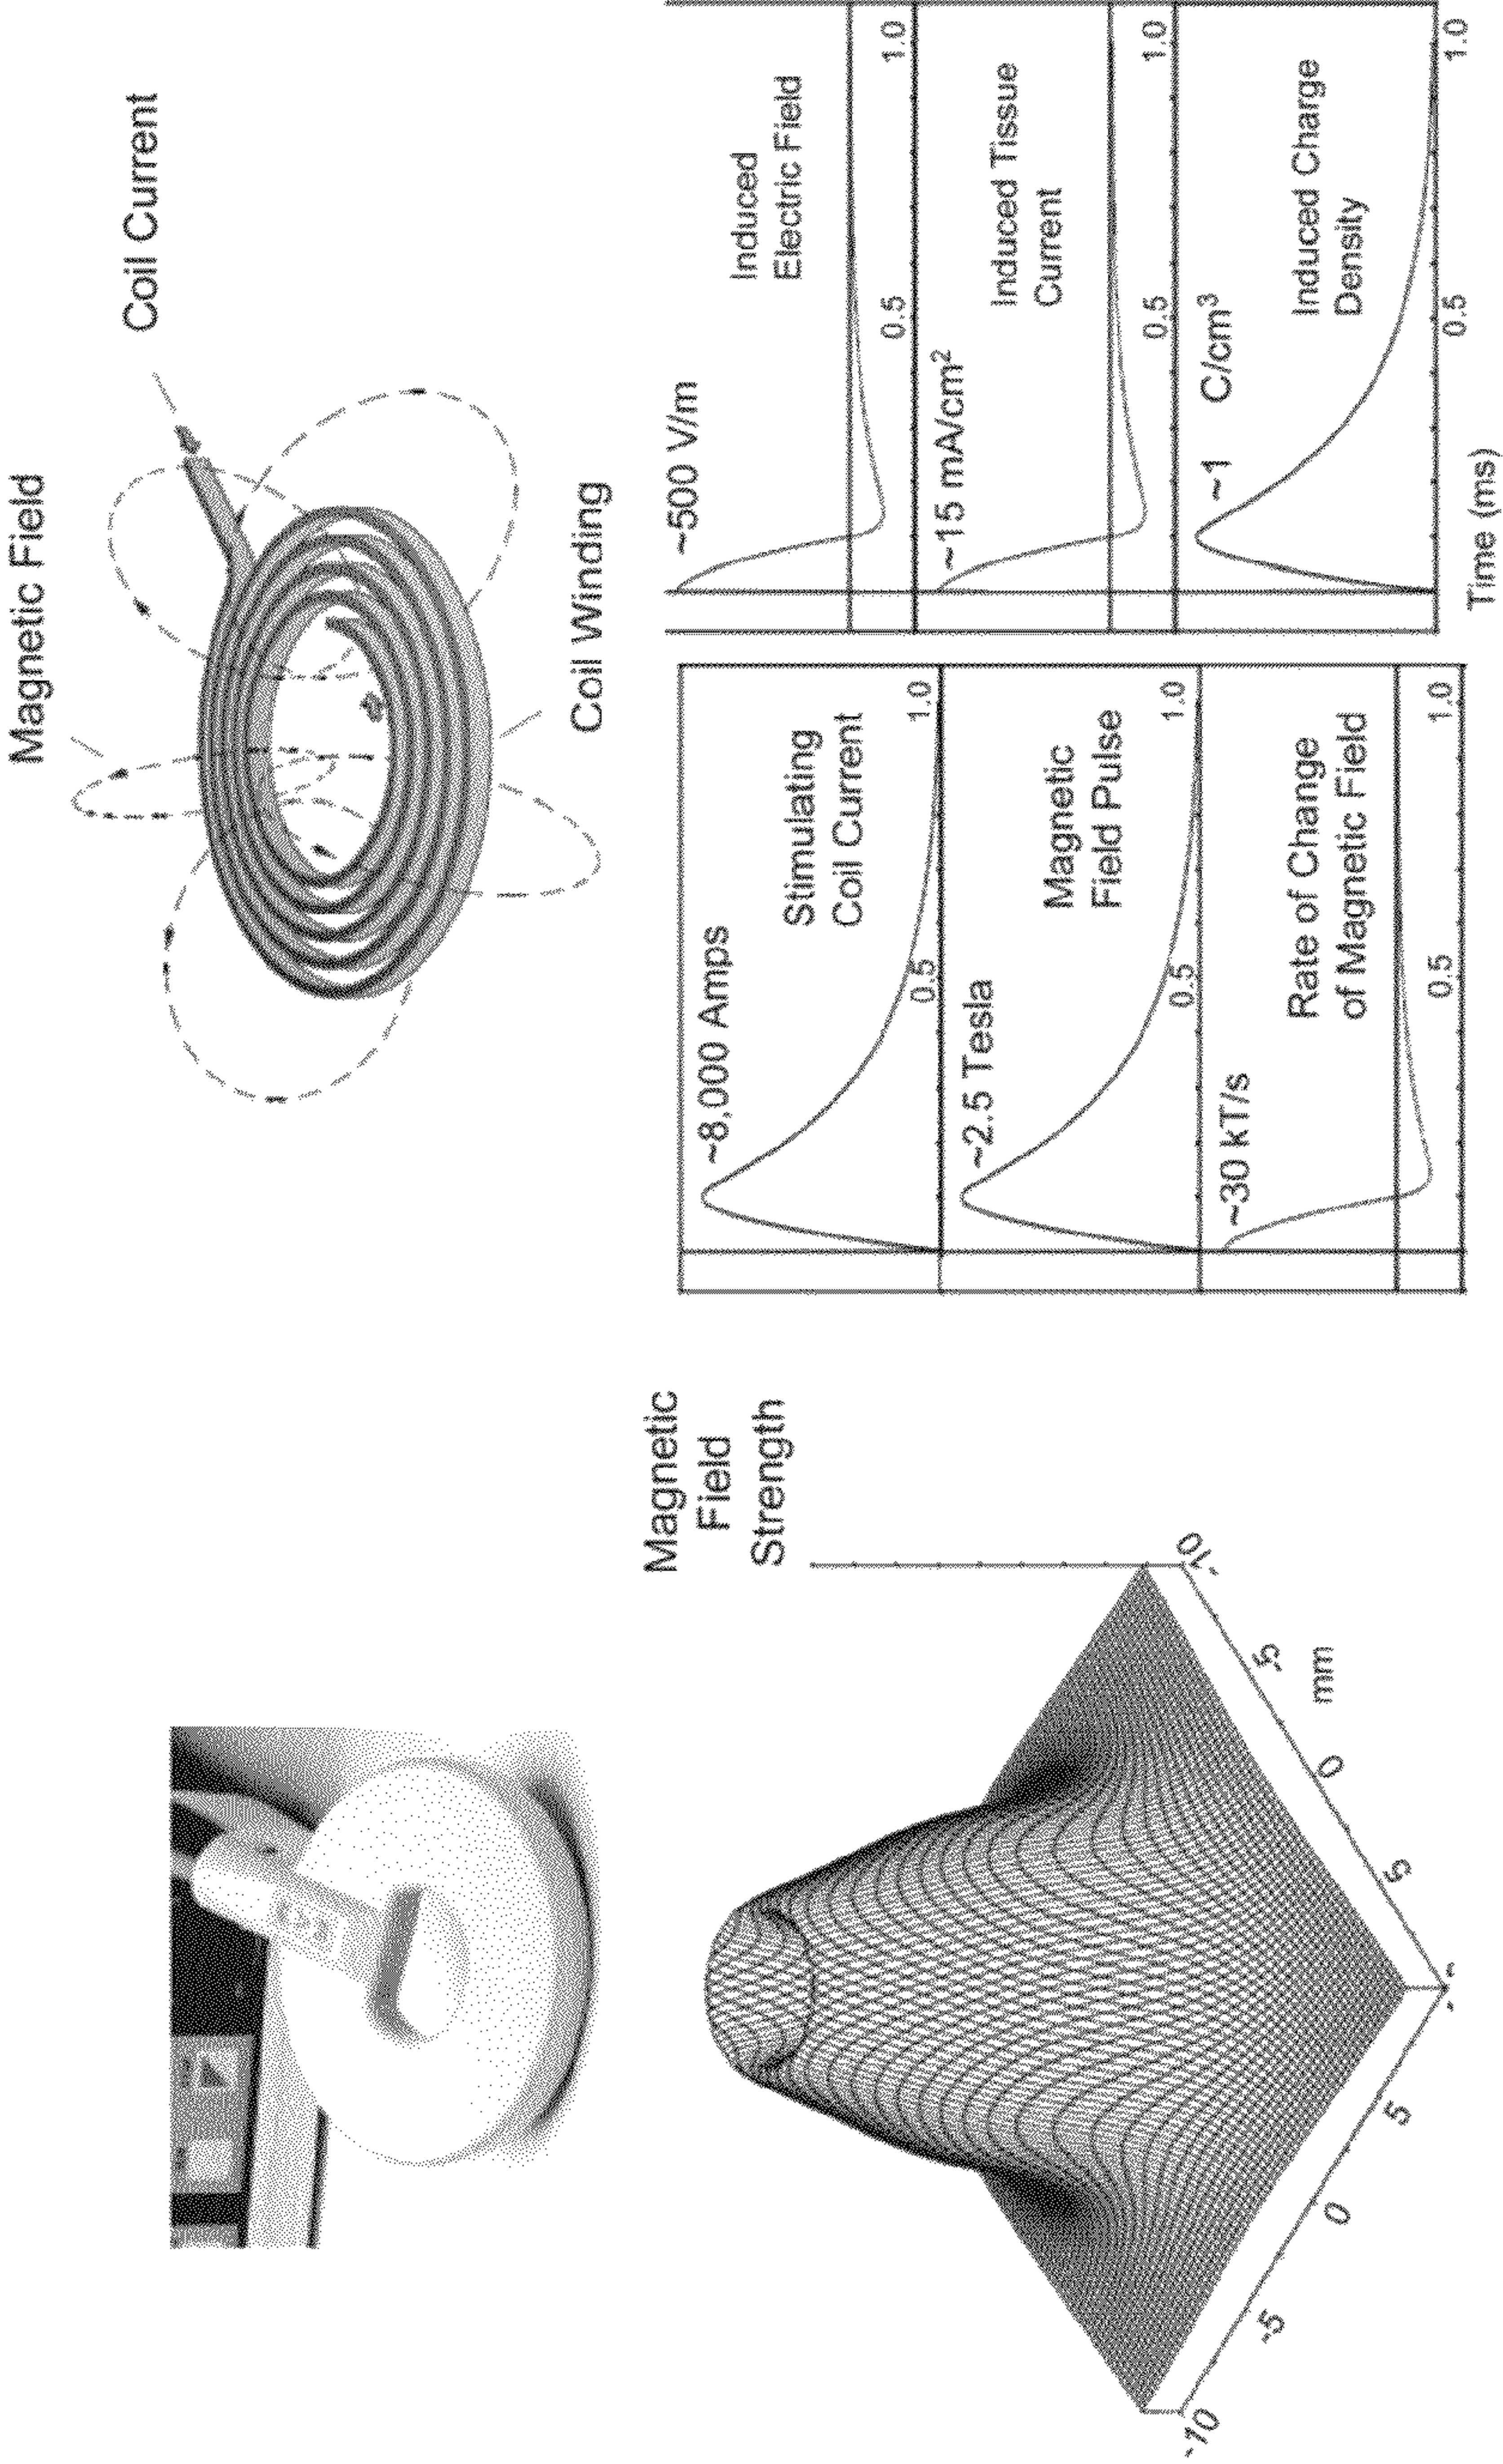 Magnetic Field
Coil Current
Coil Winding
Magnetic
Field
Strength
-10
-5
0
5
5
0
-5
-10
mm
~8,000 Amps
Stimulating
Coil Current
0.5
1.0
~2.5 Tesla
Magnetic
Field Pulse
0.5
1.0
~30 kT/s
Rate of Change
of Magnetic Field
0.5
1.0
~500 V/m
Induced
Electric Field
0.5
1.0
~15 mA/cm²
Induced Tissue
Current
0.5
1.0
~1 C/cm³
Induced Charge
Density
0.5
1.0
Time (ms)